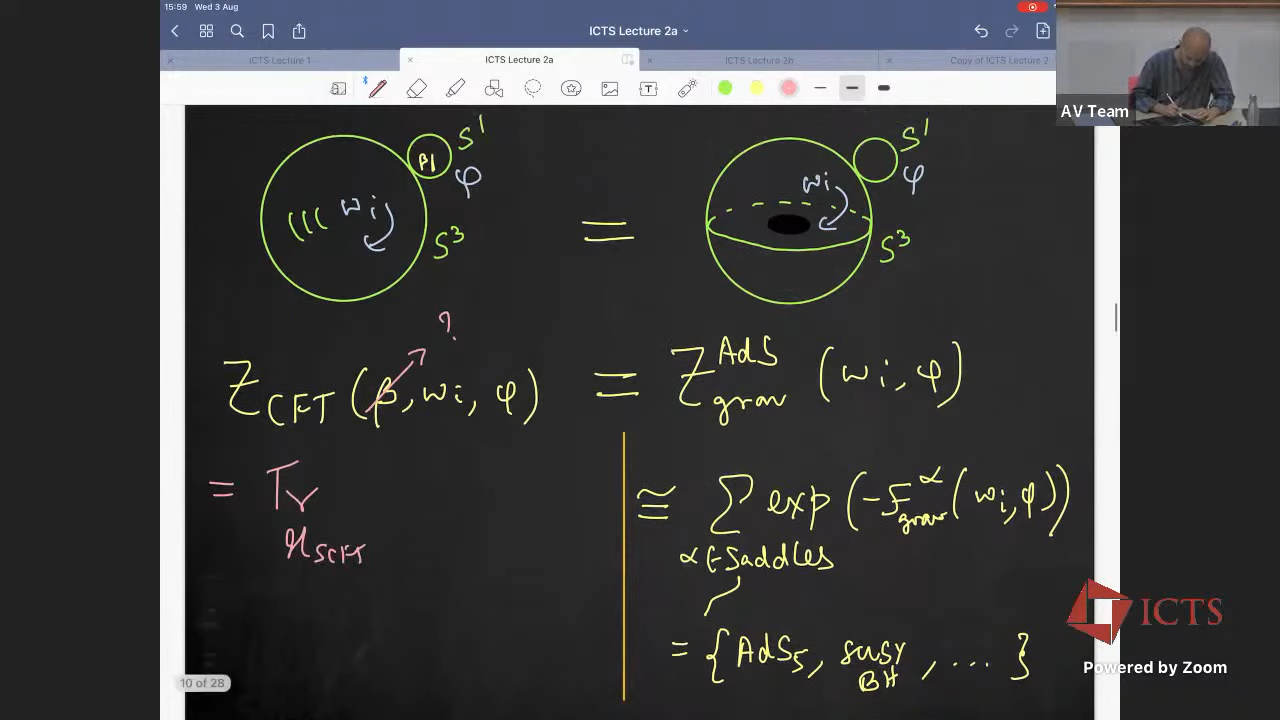 15:59 Wed 3 Aug
ICTS Lecture 2a
ICTS Lecture 1
ICTS Lecture 2a
ICTS Lecture 2b
Copy of ICTS Lecture 2
AV Team
β1 S¹ φ
ωi
S³
=
S¹ φ
ωi
S³
?
Z_CFT (β, ωi, φ) = Z^AdS_grav (ωi, φ)
= Tr_H_SCFT
≅ Σ exp (-F^α_grav (ωi, φ))
α ∈ Saddles
= { AdS₅, SUSY BH, ... }
10 of 28
ICTS
Powered by Zoom